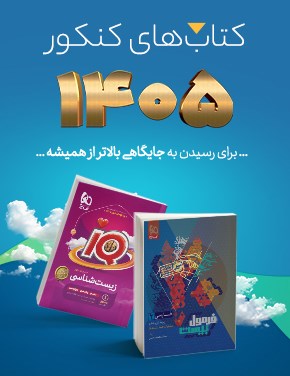 کتاب‌های کنکور
۱۴۰۵
... برای رسیدن به جایگاهی بالاتر از همیشه ...
IQ
زیست‌شناسی
فرمول
بیست